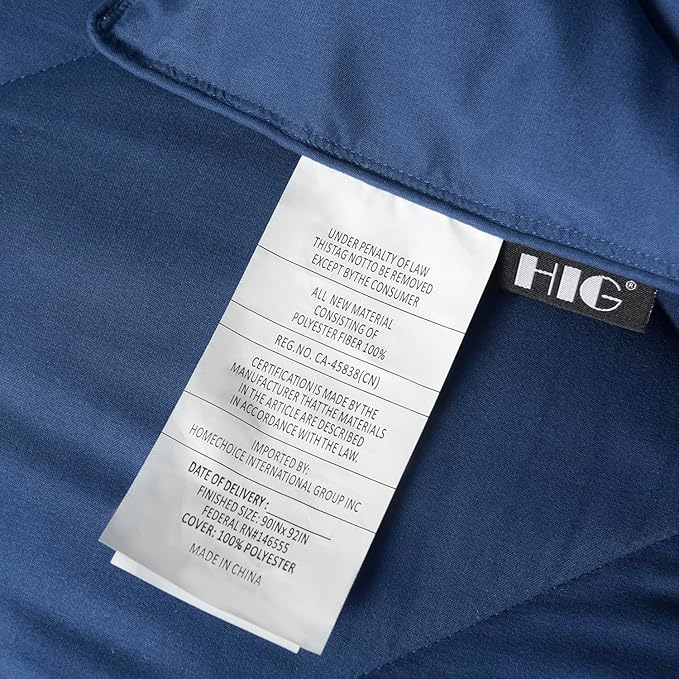 UNDER PENALTY OF LAW
THISTAG NOTTO BE REMOVED
EXCEPT BYTHE CONSUMER
ALL NEW MATERIAL
CONSISTING OF
POLYESTER FIBER 100%
REG.NO. CA-45838(CN)
CERTIFICATION IS MADE BY THE
MANUFACTURER THATTHE MATERIALS
IN THE ARTICLE ARE DESCRIBED
IN ACCORDANCE WITH THE LAW.
IMPORTED BY:
HOMECHOICE INTERNATIONAL GROUP INC
DATE OF DELIVERY:________
FINISHED SIZE: 90INx 92IN
FEDERAL RN#146555
COVER: 100% POLYESTER
MADE IN CHINA
HIG®